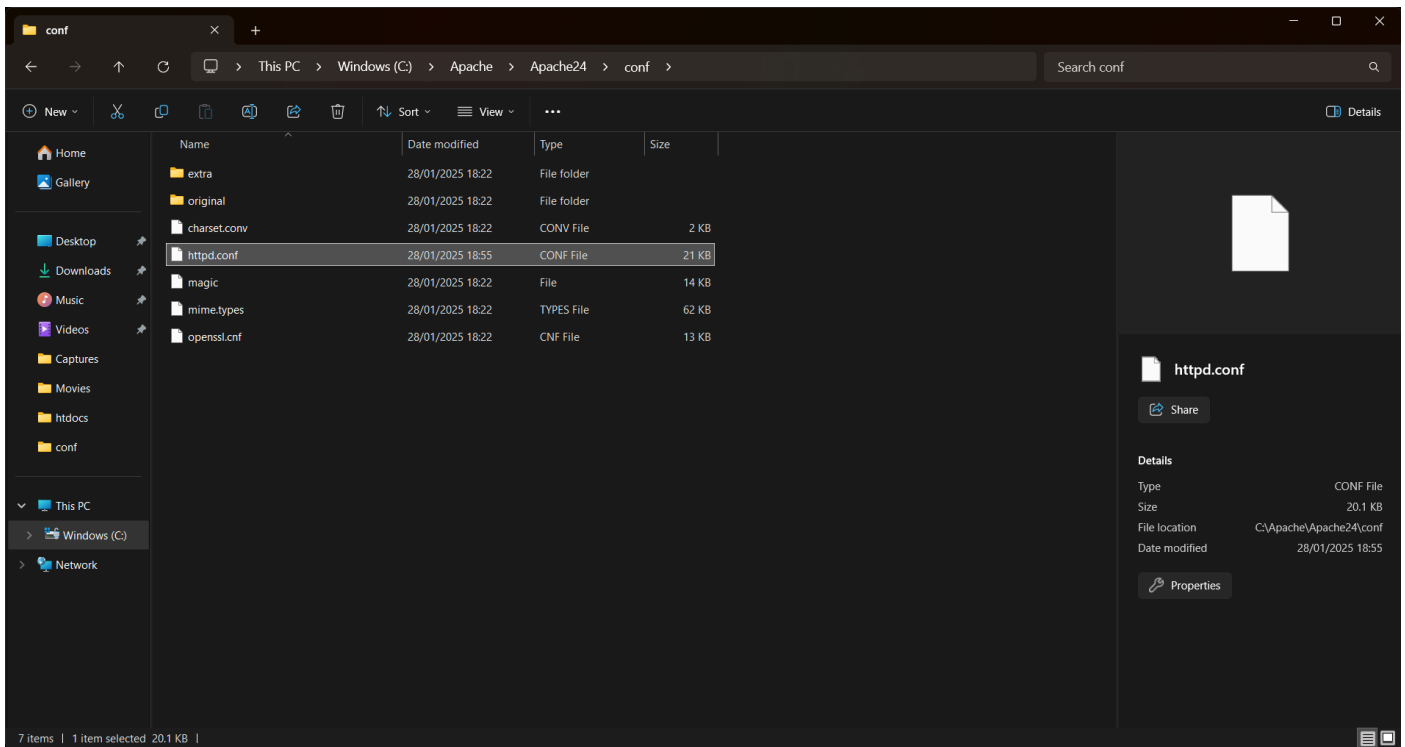 conf
This PC > Windows (C:) > Apache > Apache24 > conf >
Search conf
New
Sort
View
Details
Home
Gallery
Desktop
Downloads
Music
Videos
Captures
Movies
htdocs
conf
This PC
Windows (C:)
Network
Name Date modified Type Size
extra 28/01/2025 18:22 File folder
original 28/01/2025 18:22 File folder
charset.conv 28/01/2025 18:22 CONV File 2 KB
httpd.conf 28/01/2025 18:55 CONF File 21 KB
magic 28/01/2025 18:22 File 14 KB
mime.types 28/01/2025 18:22 TYPES File 62 KB
openssl.cnf 28/01/2025 18:22 CNF File 13 KB
httpd.conf
Share
Details
Type CONF File
Size 20.1 KB
File location C:\Apache\Apache24\conf
Date modified 28/01/2025 18:55
Properties
7 items | 1 item selected 20.1 KB |